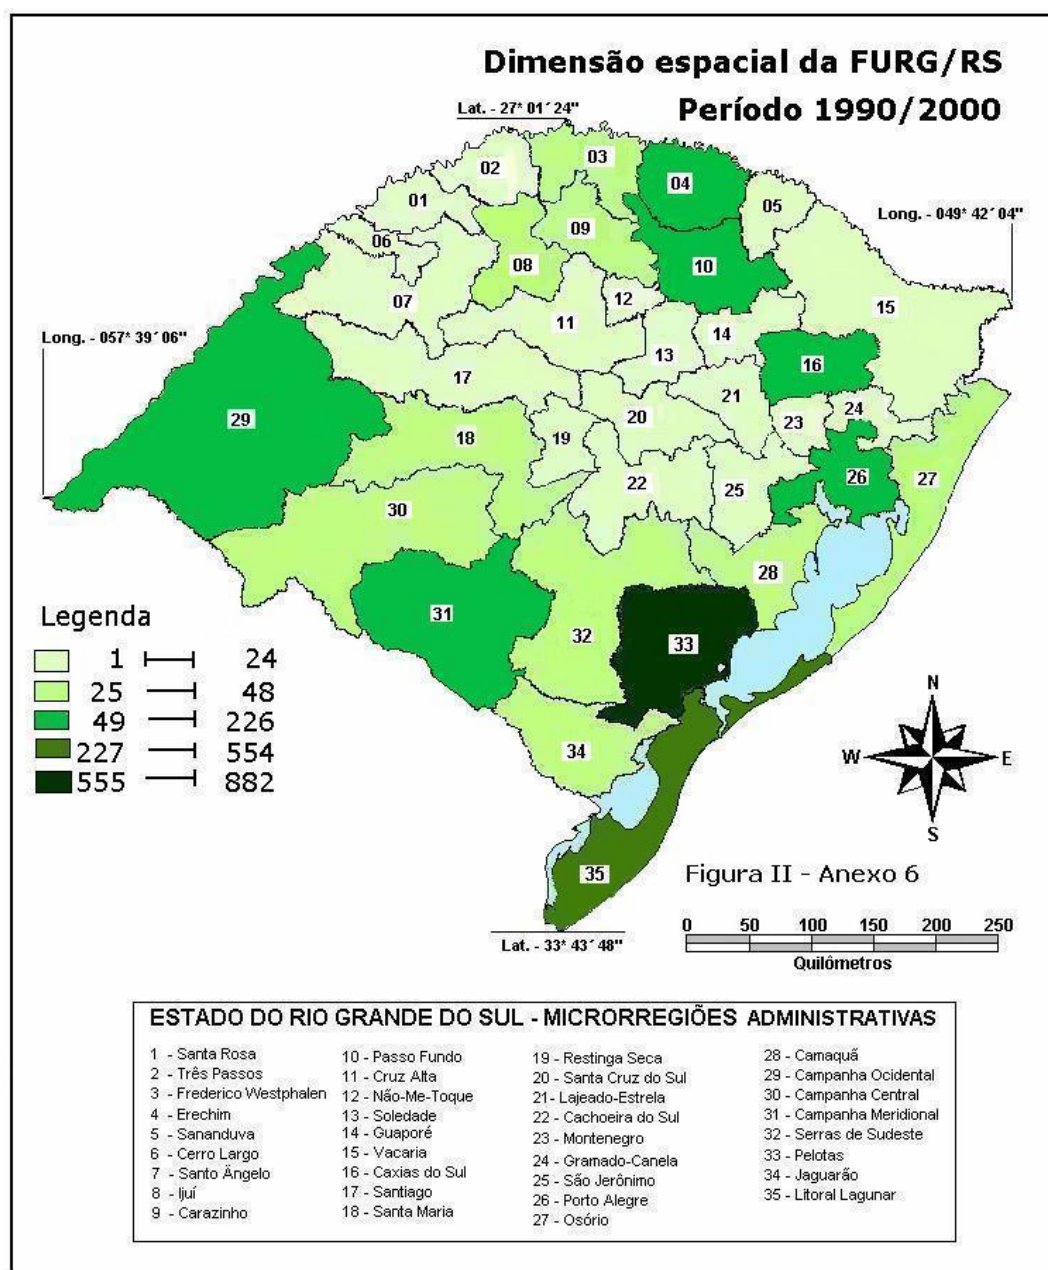 Dimensão espacial da FURG/RS
Período 1990/2000
Lat. - 27* 01´24"
Long. - 049* 42´04"
Long. - 057* 39´06"
02
03
04
05
01
06
09
08
10
07
12
11
15
14
13
16
17
21
29
20
24
18
19
23
22
25
26
27
30
28
31
32
33
34
35
Legenda
1 24
25 48
49 226
227 554
555 882
N
W E
S
Figura II - Anexo 6
0 50 100 150 200 250
Quilômetros
Lat. - 33* 43´48"
ESTADO DO RIO GRANDE DO SUL - MICRORREGIÕES ADMINISTRATIVAS
1 - Santa Rosa
2 - Três Passos
3 - Frederico Westphalen
4 - Erechim
5 - Sananduva
6 - Cerro Largo
7 - Santo Ängelo
8 - Ijuí
9 - Carazinho
10 - Passo Fundo
11 - Cruz Alta
12 - Não-Me-Toque
13 - Soledade
14 - Guaporé
15 - Vacaria
16 - Caxias do Sul
17 - Santiago
18 - Santa Maria
19 - Restinga Seca
20 - Santa Cruz do Sul
21 - Lajeado-Estrela
22 - Cachoeira do Sul
23 - Montenegro
24 - Gramado-Canela
25 - São Jerônimo
26 - Porto Alegre
27 - Osório
28 - Camaquã
29 - Campanha Ocidental
30 - Campanha Central
31 - Campanha Meridional
32 - Serras de Sudeste
33 - Pelotas
34 - Jaguarão
35 - Litoral Lagunar